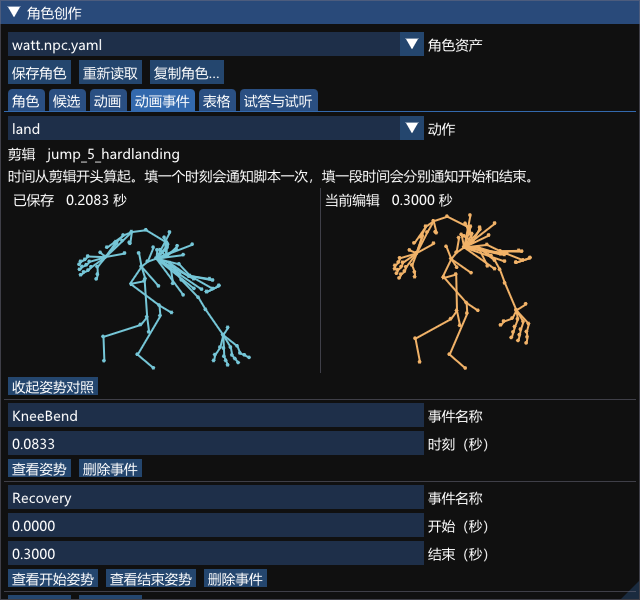 角色创作
watt.npc.yaml 角色资产
保存角色 重新读取 复制角色...
角色 候选 动画 动画事件 表格 试答与试听
land 动作
剪辑 jump_5_hardlanding
时间从剪辑开头算起。填一个时刻会通知脚本一次，填一段时间会分别通知开始和结束。
已保存 0.2083 秒 当前编辑 0.3000 秒
收起姿势对照
KneeBend 事件名称
0.0833 时刻（秒）
查看姿势 删除事件
Recovery 事件名称
0.0000 开始（秒）
0.3000 结束（秒）
查看开始姿势 查看结束姿势 删除事件